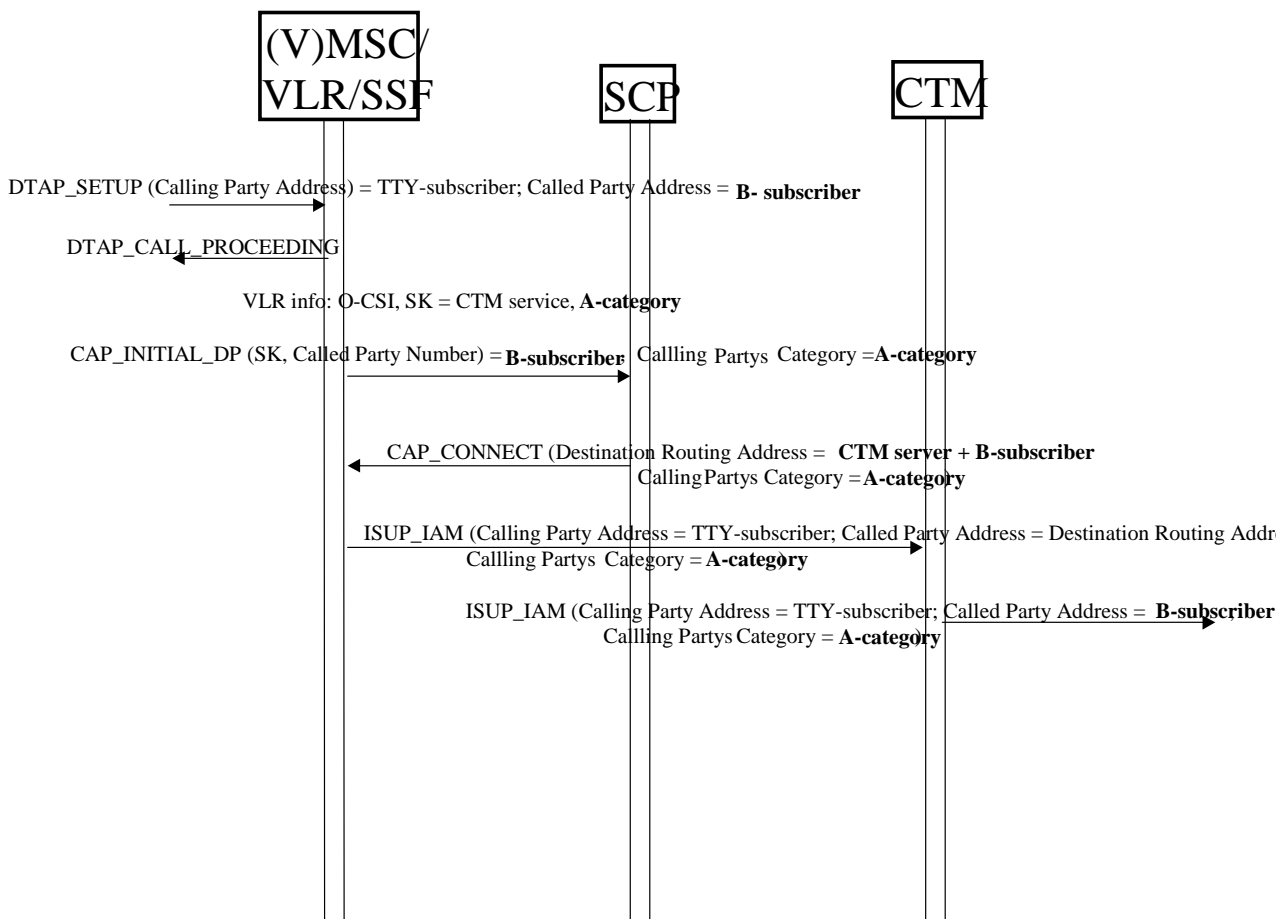 (V)MSC/
VLR/SSF
SCP
CTM
DTAP_SETUP (Calling Party Address) = TTY-subscriber; Called Party Address = B- subscriber
DTAP_CALL_PROCEEDING
VLR info: O-CSI, SK = CTM service, A-category
CAP_INITIAL_DP (SK, Called Party Number) = B-subscriber, Callling Partys Category = A-category
CAP_CONNECT (Destination Routing Address = CTM server + B-subscriber
Calling Partys Category = A-category)
ISUP_IAM (Calling Party Address = TTY-subscriber; Called Party Address = Destination Routing Addre
Callling Partys Category = A-category)
ISUP_IAM (Calling Party Address = TTY-subscriber; Called Party Address = B-subscriber;
Callling Partys Category = A-category)